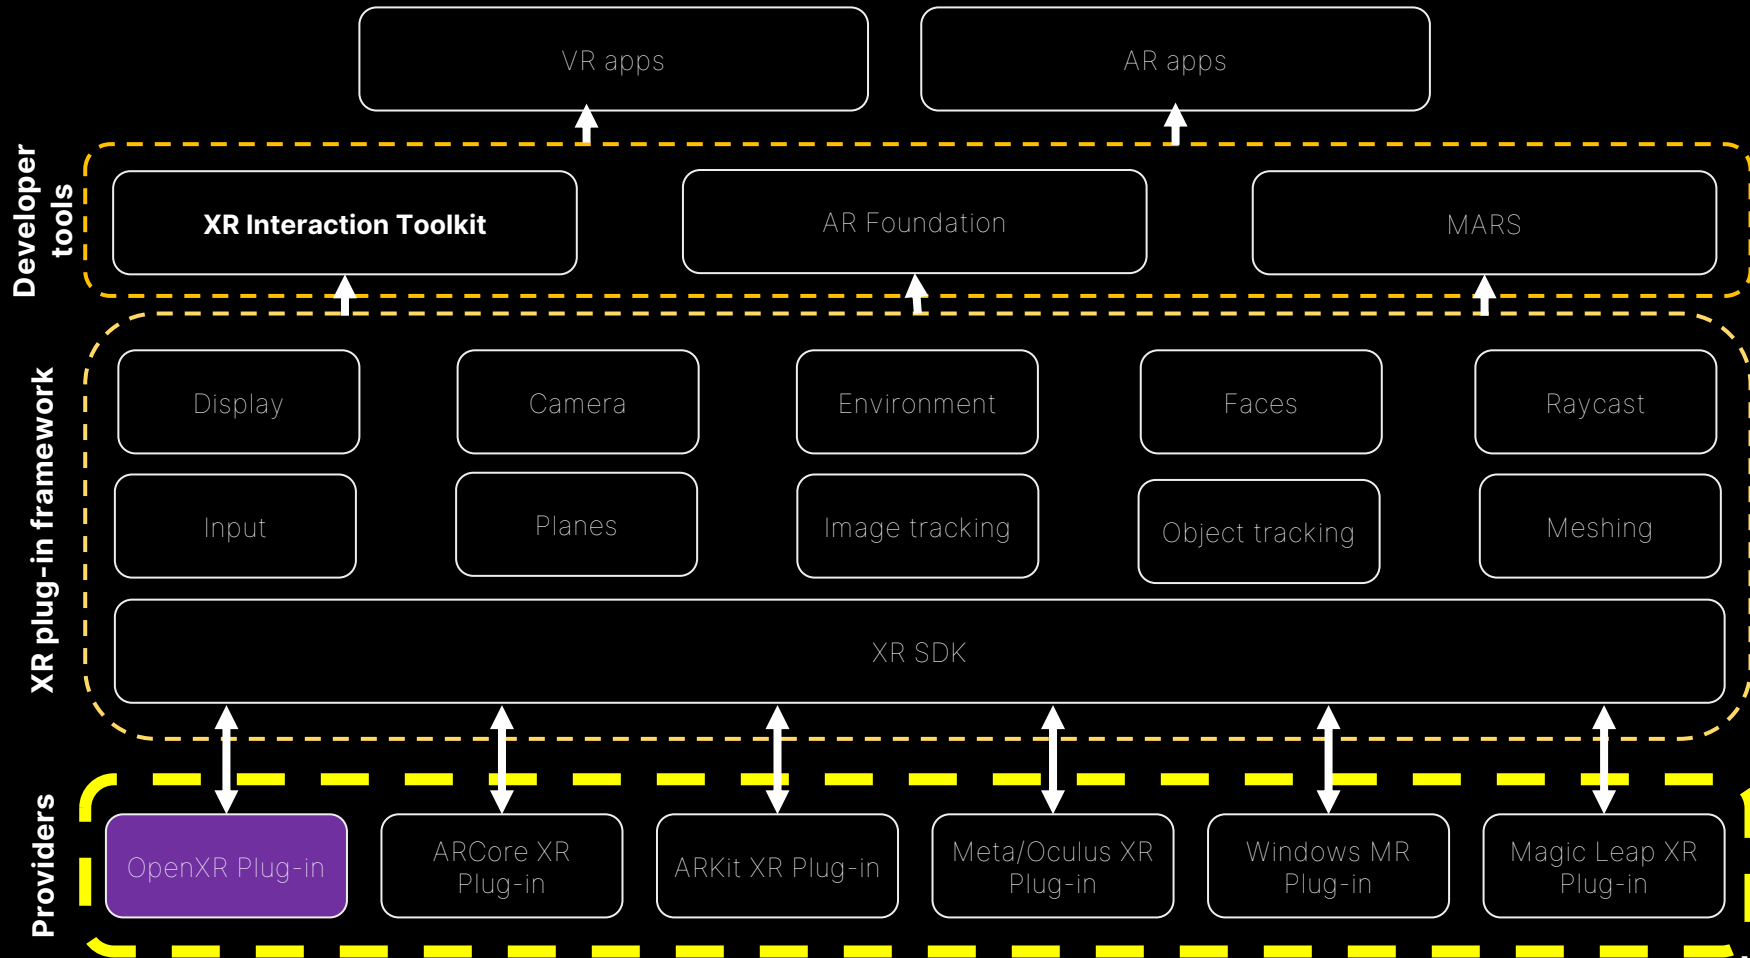 VR apps
AR apps
Developer
tools
XR Interaction Toolkit
AR Foundation
MARS
XR plug-in framework
Display
Camera
Environment
Faces
Raycast
Input
Planes
Image tracking
Object tracking
Meshing
XR SDK
Providers
OpenXR Plug-in
ARCore XR
Plug-in
ARKit XR Plug-in
Meta/Oculus XR
Plug-in
Windows MR
Plug-in
Magic Leap XR
Plug-in